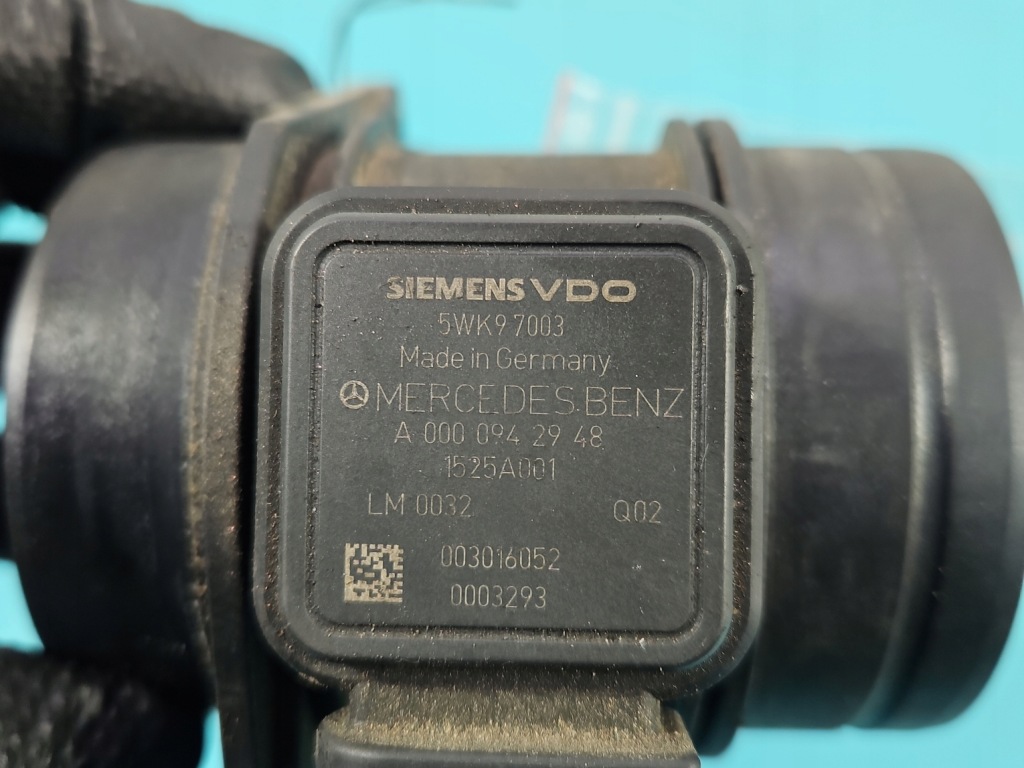 SIEMENS VDO
5WK9 7003
Made in Germany
MERCEDES BENZ
A 000 094 29 48
1525A001
LM 0032 Q02
003016052
0003293